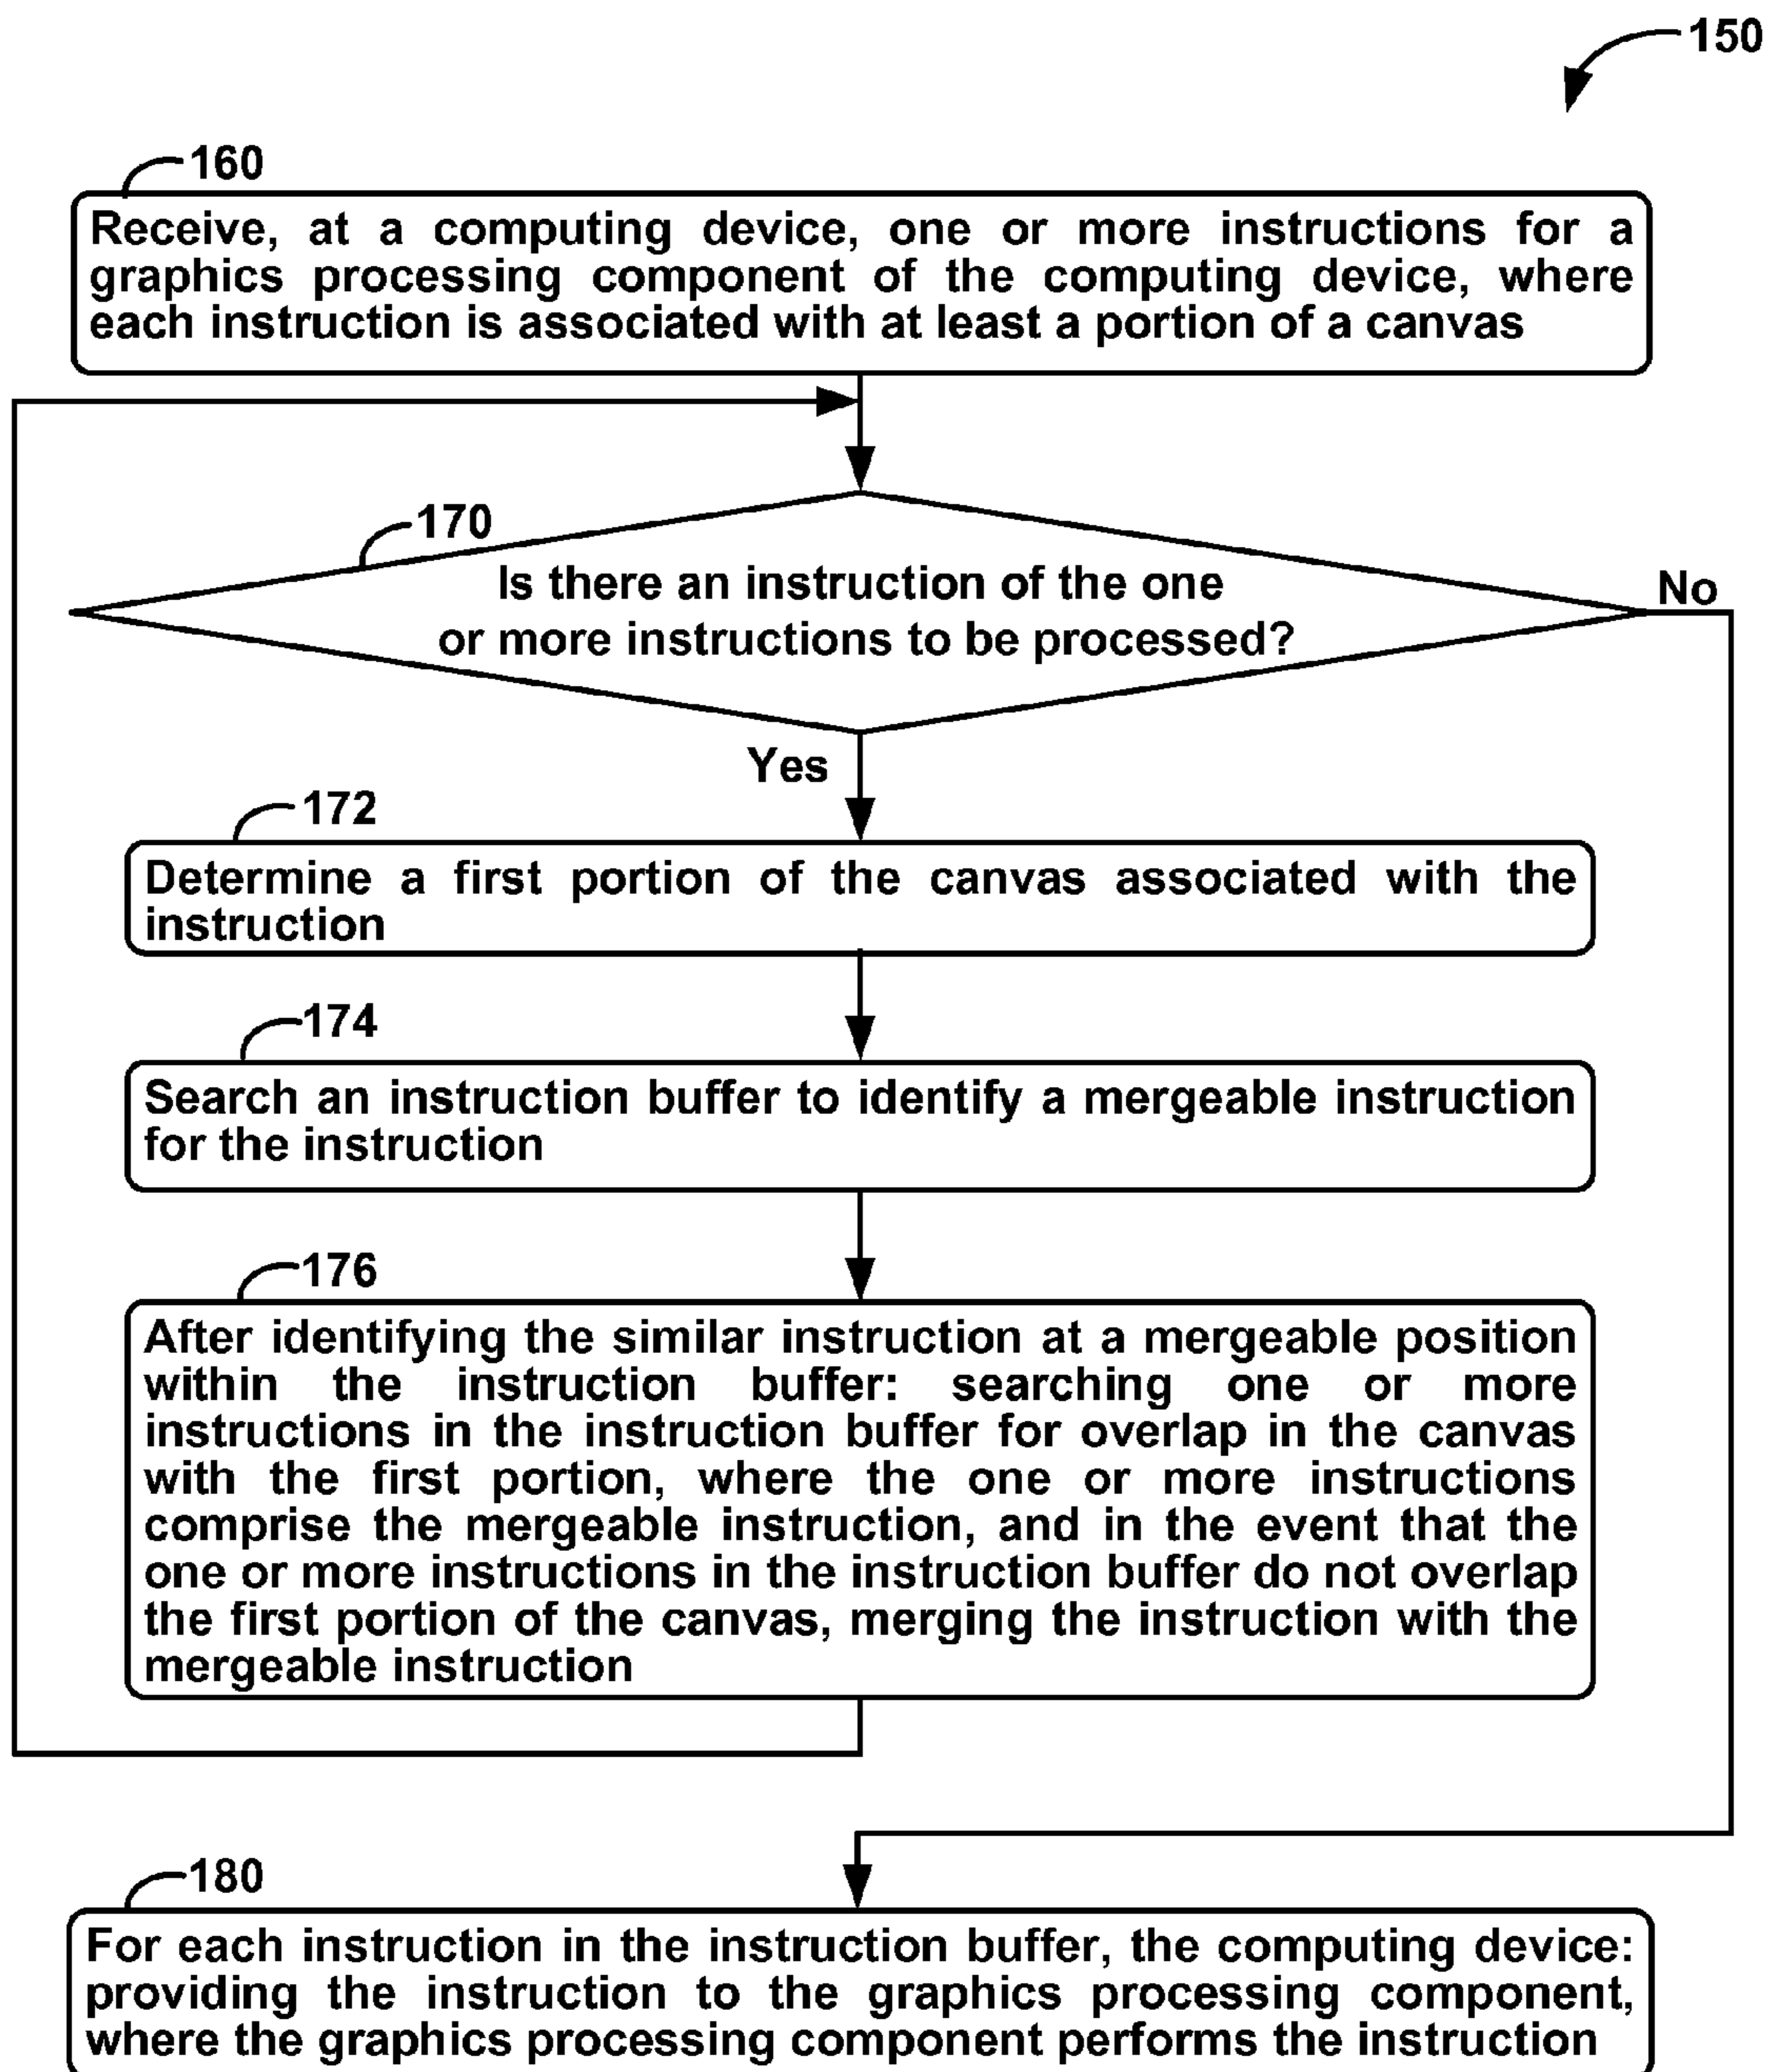 150
160
Receive, at a computing device, one or more instructions for a
graphics processing component of the computing device, where
each instruction is associated with at least a portion of a canvas
170
Is there an instruction of the one
or more instructions to be processed?
No
Yes
172
Determine a first portion of the canvas associated with the
instruction
174
Search an instruction buffer to identify a mergeable instruction
for the instruction
176
After identifying the similar instruction at a mergeable position
within the instruction buffer: searching one or more
instructions in the instruction buffer for overlap in the canvas
with the first portion, where the one or more instructions
comprise the mergeable instruction, and in the event that the
one or more instructions in the instruction buffer do not overlap
the first portion of the canvas, merging the instruction with the
mergeable instruction
180
For each instruction in the instruction buffer, the computing device:
providing the instruction to the graphics processing component,
where the graphics processing component performs the instruction